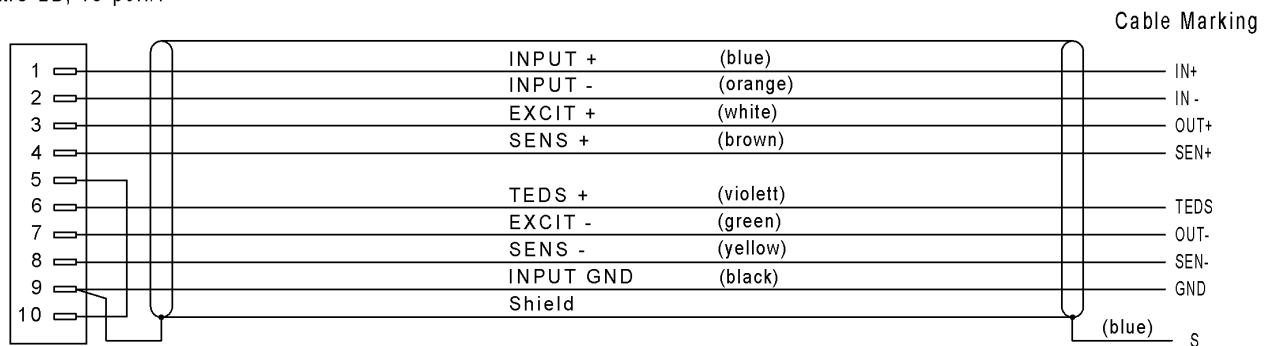 Cable Marking
1 INPUT + (blue) IN+
2 INPUT - (orange) IN -
3 EXCIT + (white) OUT+
4 SENS + (brown) SEN+
5
6 TEDS + (violett) TEDS
7 EXCIT - (green) OUT-
8 SENS - (yellow) SEN-
9 INPUT GND (black) GND
10 Shield
(blue) S